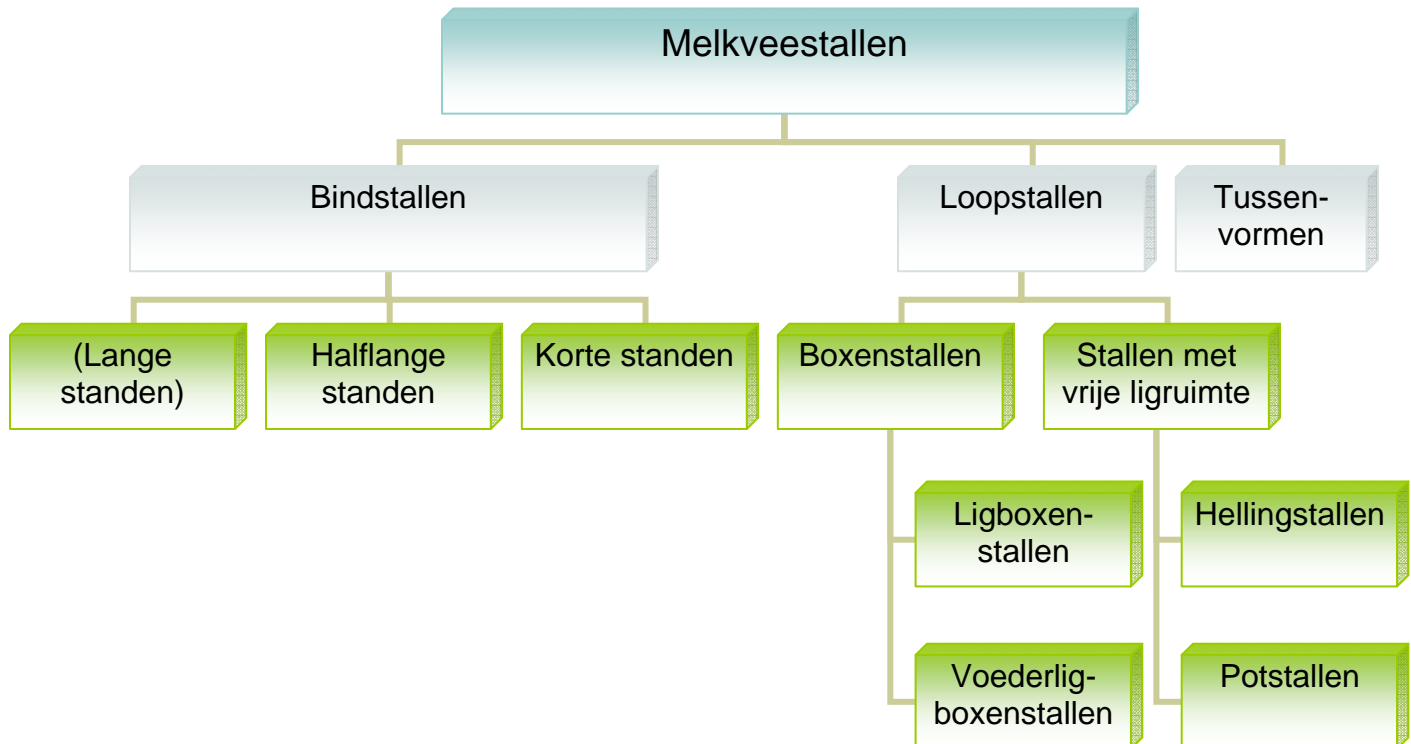 Melkveestallen
Bindstallen
Loopstallen
Tussen-
vormen
(Lange
standen)
Halflange
standen
Korte standen
Boxenstallen
Stallen met
vrije ligruimte
Ligboxen-
stallen
Hellingstallen
Voederlig-
boxenstallen
Potstallen